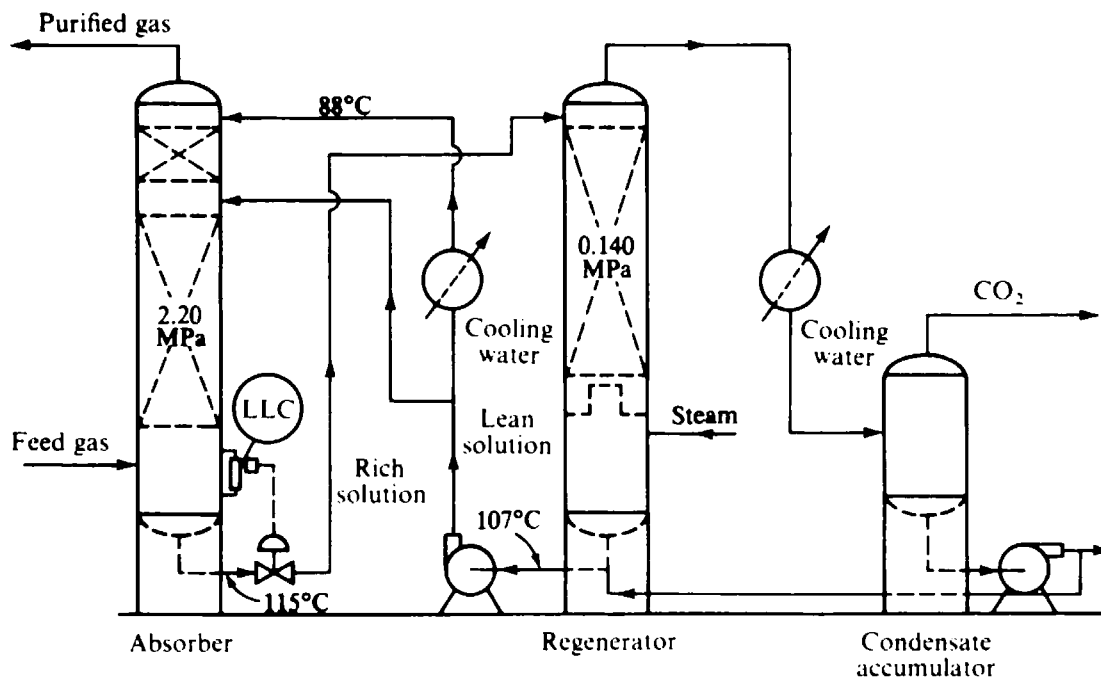 Purified gas
88°C
0.140
MPa
CO₂
2.20
MPa
Cooling
water
Cooling
water
LLC
Lean
solution
Steam
Feed gas
Rich
solution
107°C
115°C
Absorber
Regenerator
Condensate
accumulator